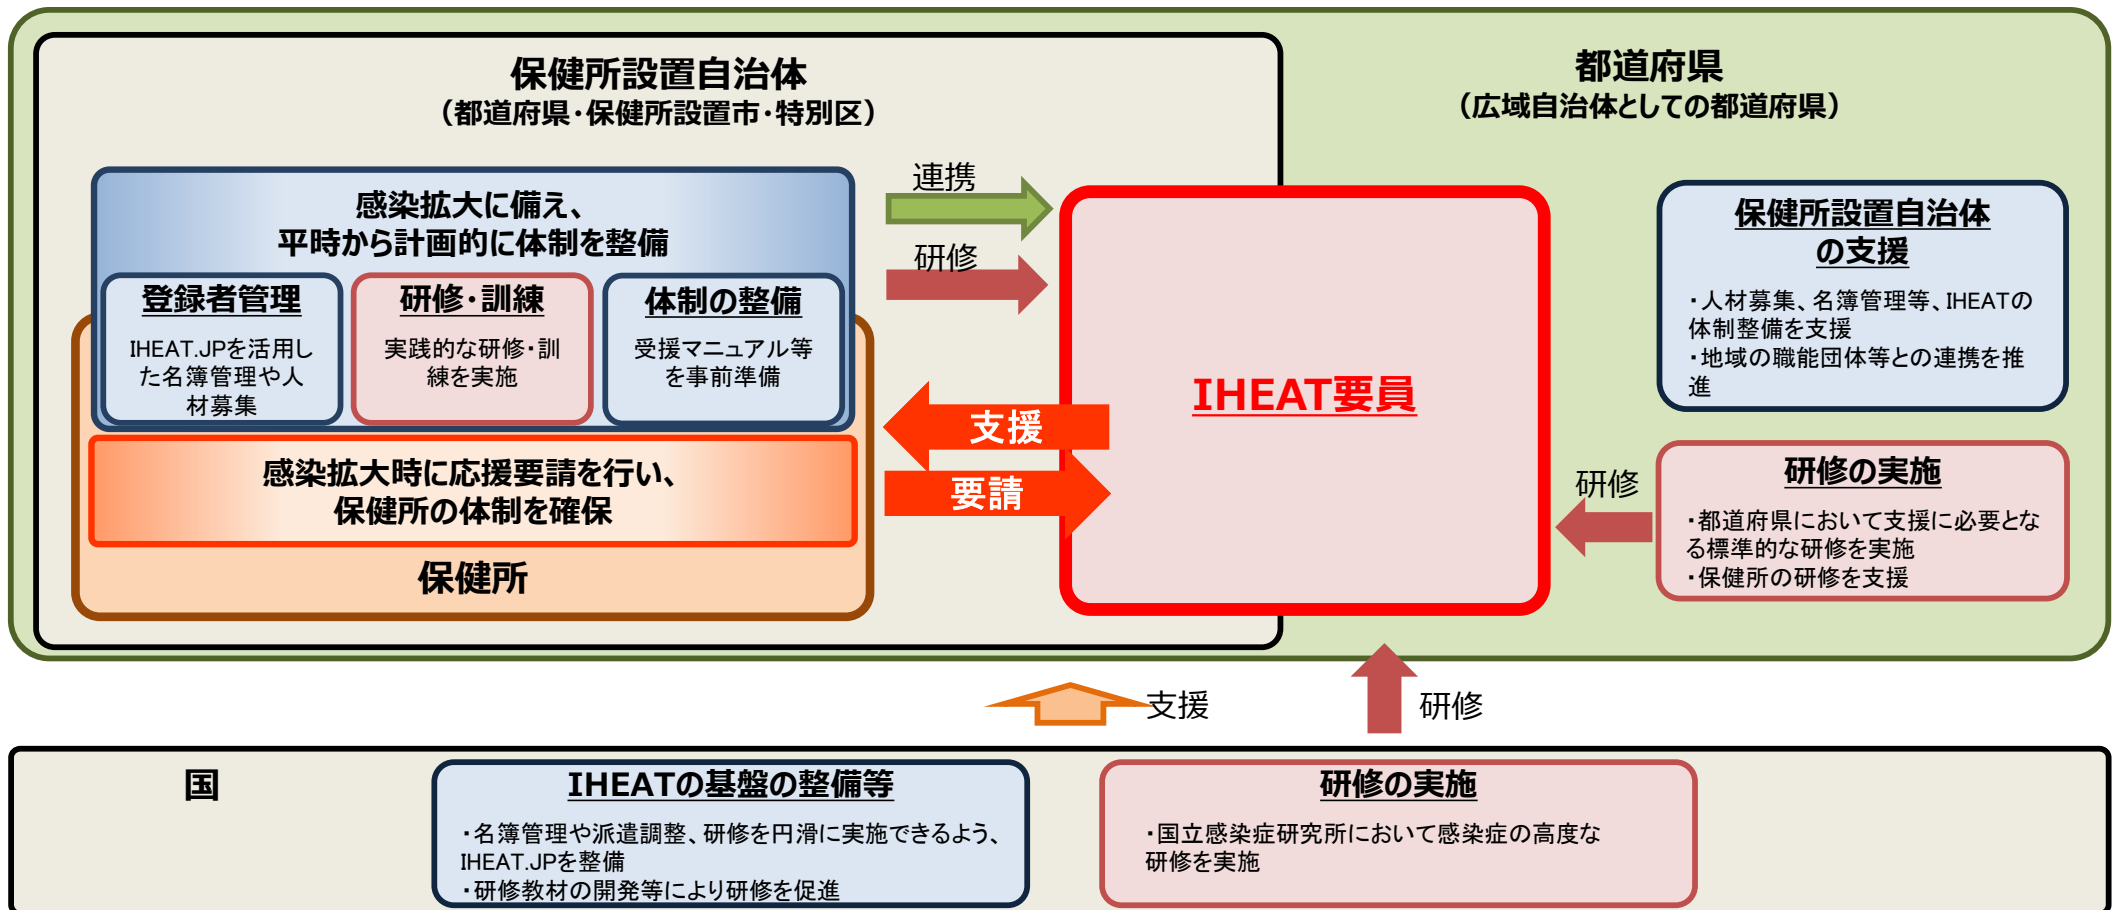 保健所設置自治体
（都道府県・保健所設置市・特別区）
都道府県
（広域自治体としての都道府県）
感染拡大に備え、
平時から計画的に体制を整備
登録者管理
IHEAT.JPを活用し
た名簿管理や人
材募集
研修・訓練
実践的な研修・訓
練を実施
体制の整備
受援マニュアル等
を事前準備
感染拡大時に応援要請を行い、
保健所の体制を確保
保健所
連携
研修
支援
要請
IHEAT要員
保健所設置自治体
の支援
・人材募集、名簿管理等、IHEATの
体制整備を支援
・地域の職能団体等との連携を推
進
研修
研修の実施
・都道府県において支援に必要とな
る標準的な研修を実施
・保健所の研修を支援
支援
研修
国
IHEATの基盤の整備等
・名簿管理や派遣調整、研修を円滑に実施できるよう、
IHEAT.JPを整備
・研修教材の開発等により研修を促進
研修の実施
・国立感染症研究所において感染症の高度な
研修を実施